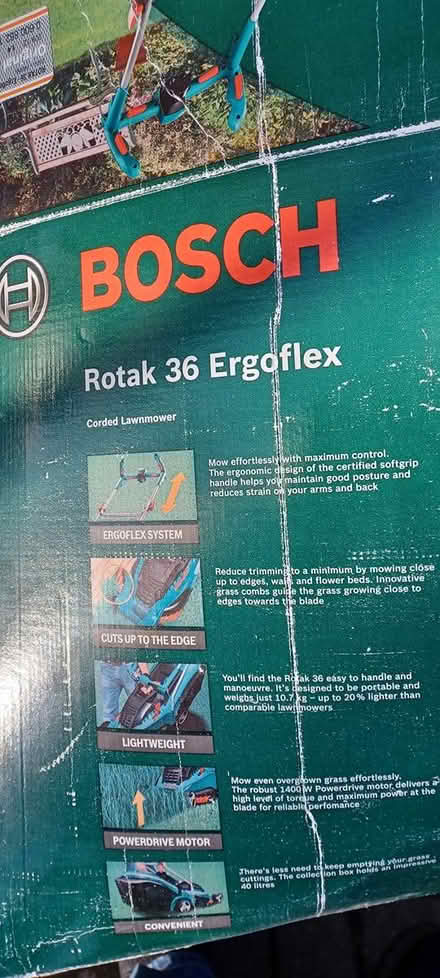 BOSCH
Rotak 36 Ergoflex
Corded Lawnmower
Mow effortlessly with maximum control.
The ergonomic design of the certified softgrip
handle helps you maintain good posture and
reduces strain on your arms and back
ERGOFLEX SYSTEM
Reduce trimming to a minimum by mowing close
up to edges, walls and flower beds. Innovative
grass combs guide the grass growing close to
edges towards the blade
CUTS UP TO THE EDGE
You'll find the Rotak 36 easy to handle and
manoeuvre. It's designed to be portable and
weighs just 10.7 kg - up to 20% lighter than
comparable lawnmowers
LIGHTWEIGHT
Mow even overgrown grass effortlessly.
The robust 1400 W Powerdrive motor delivers a
high level of torque and maximum power at the
blade for reliable perfomance
POWERDRIVE MOTOR
There's less need to keep emptying your grass
cuttings. The collection box holds an impressive
40 litres
CONVENIENT